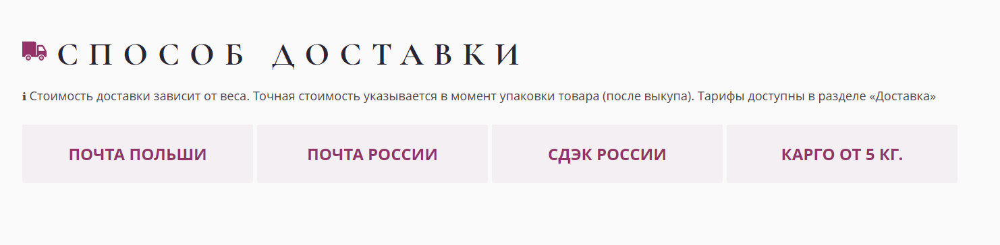 СПОСОБ ДОСТАВКИ
i Стоимость доставки зависит от веса. Точная стоимость указывается в момент упаковки товара (после выкупа). Тарифы доступны в разделе «Доставка»
ПОЧТА ПОЛЬШИ
ПОЧТА РОССИИ
СДЭК РОССИИ
КАРГО ОТ 5 КГ.